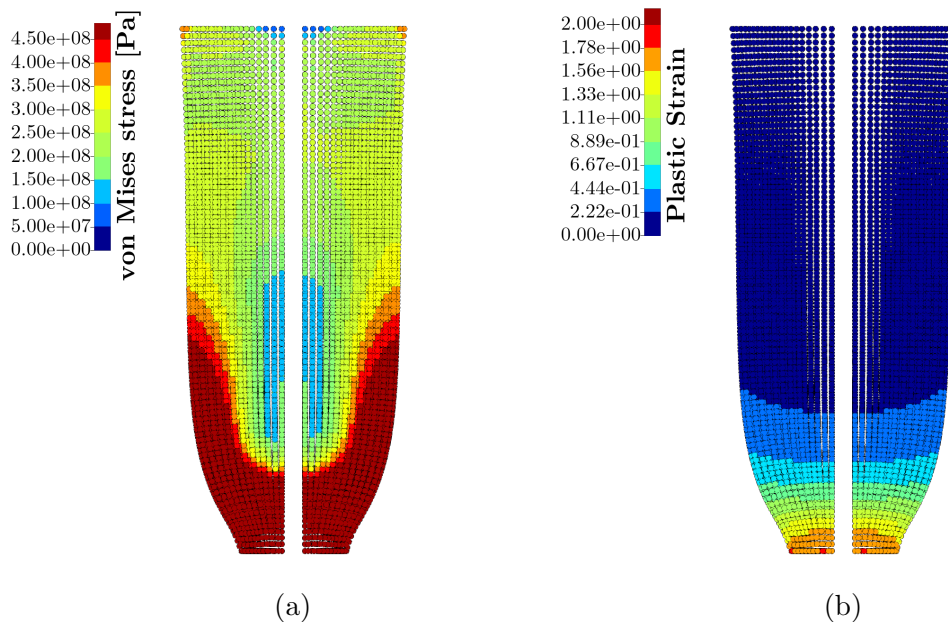 4.50e+08
4.00e+08
3.50e+08
3.00e+08
2.50e+08
2.00e+08
1.50e+08
1.00e+08
5.00e+07
0.00e+00
von Mises stress [Pa]
2.00e+00
1.78e+00
1.56e+00
1.33e+00
1.11e+00
8.89e-01
6.67e-01
4.44e-01
2.22e-01
0.00e+00
Plastic Strain
(a)
(b)